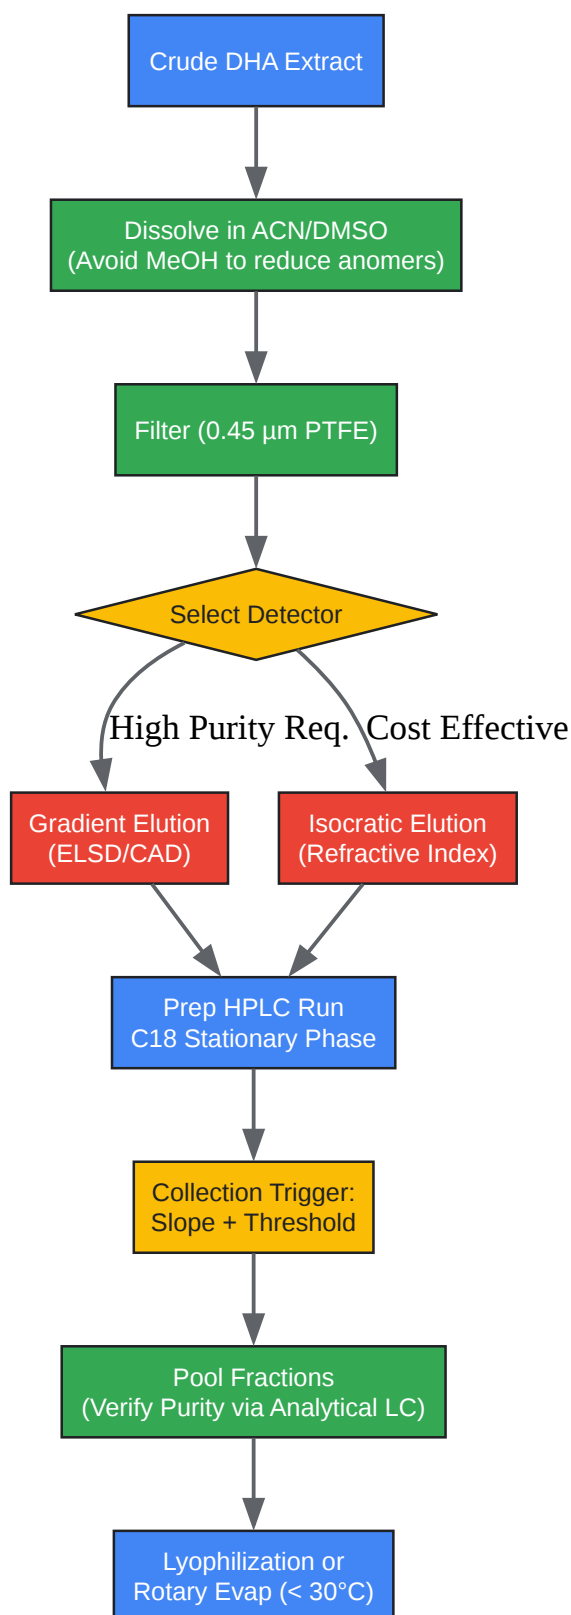 Crude DHA Extract
Dissolve in ACN/DMSO
(Avoid MeOH to reduce anomers)
Filter (0.45 µm PTFE)
Select Detector
High Purity Req.
Cost Effective
Gradient Elution
(ELSD/CAD)
Isocratic Elution
(Refractive Index)
Prep HPLC Run
C18 Stationary Phase
Collection Trigger:
Slope + Threshold
Pool Fractions
(Verify Purity via Analytical LC)
Lyophilization or
Rotary Evap (< 30°C)